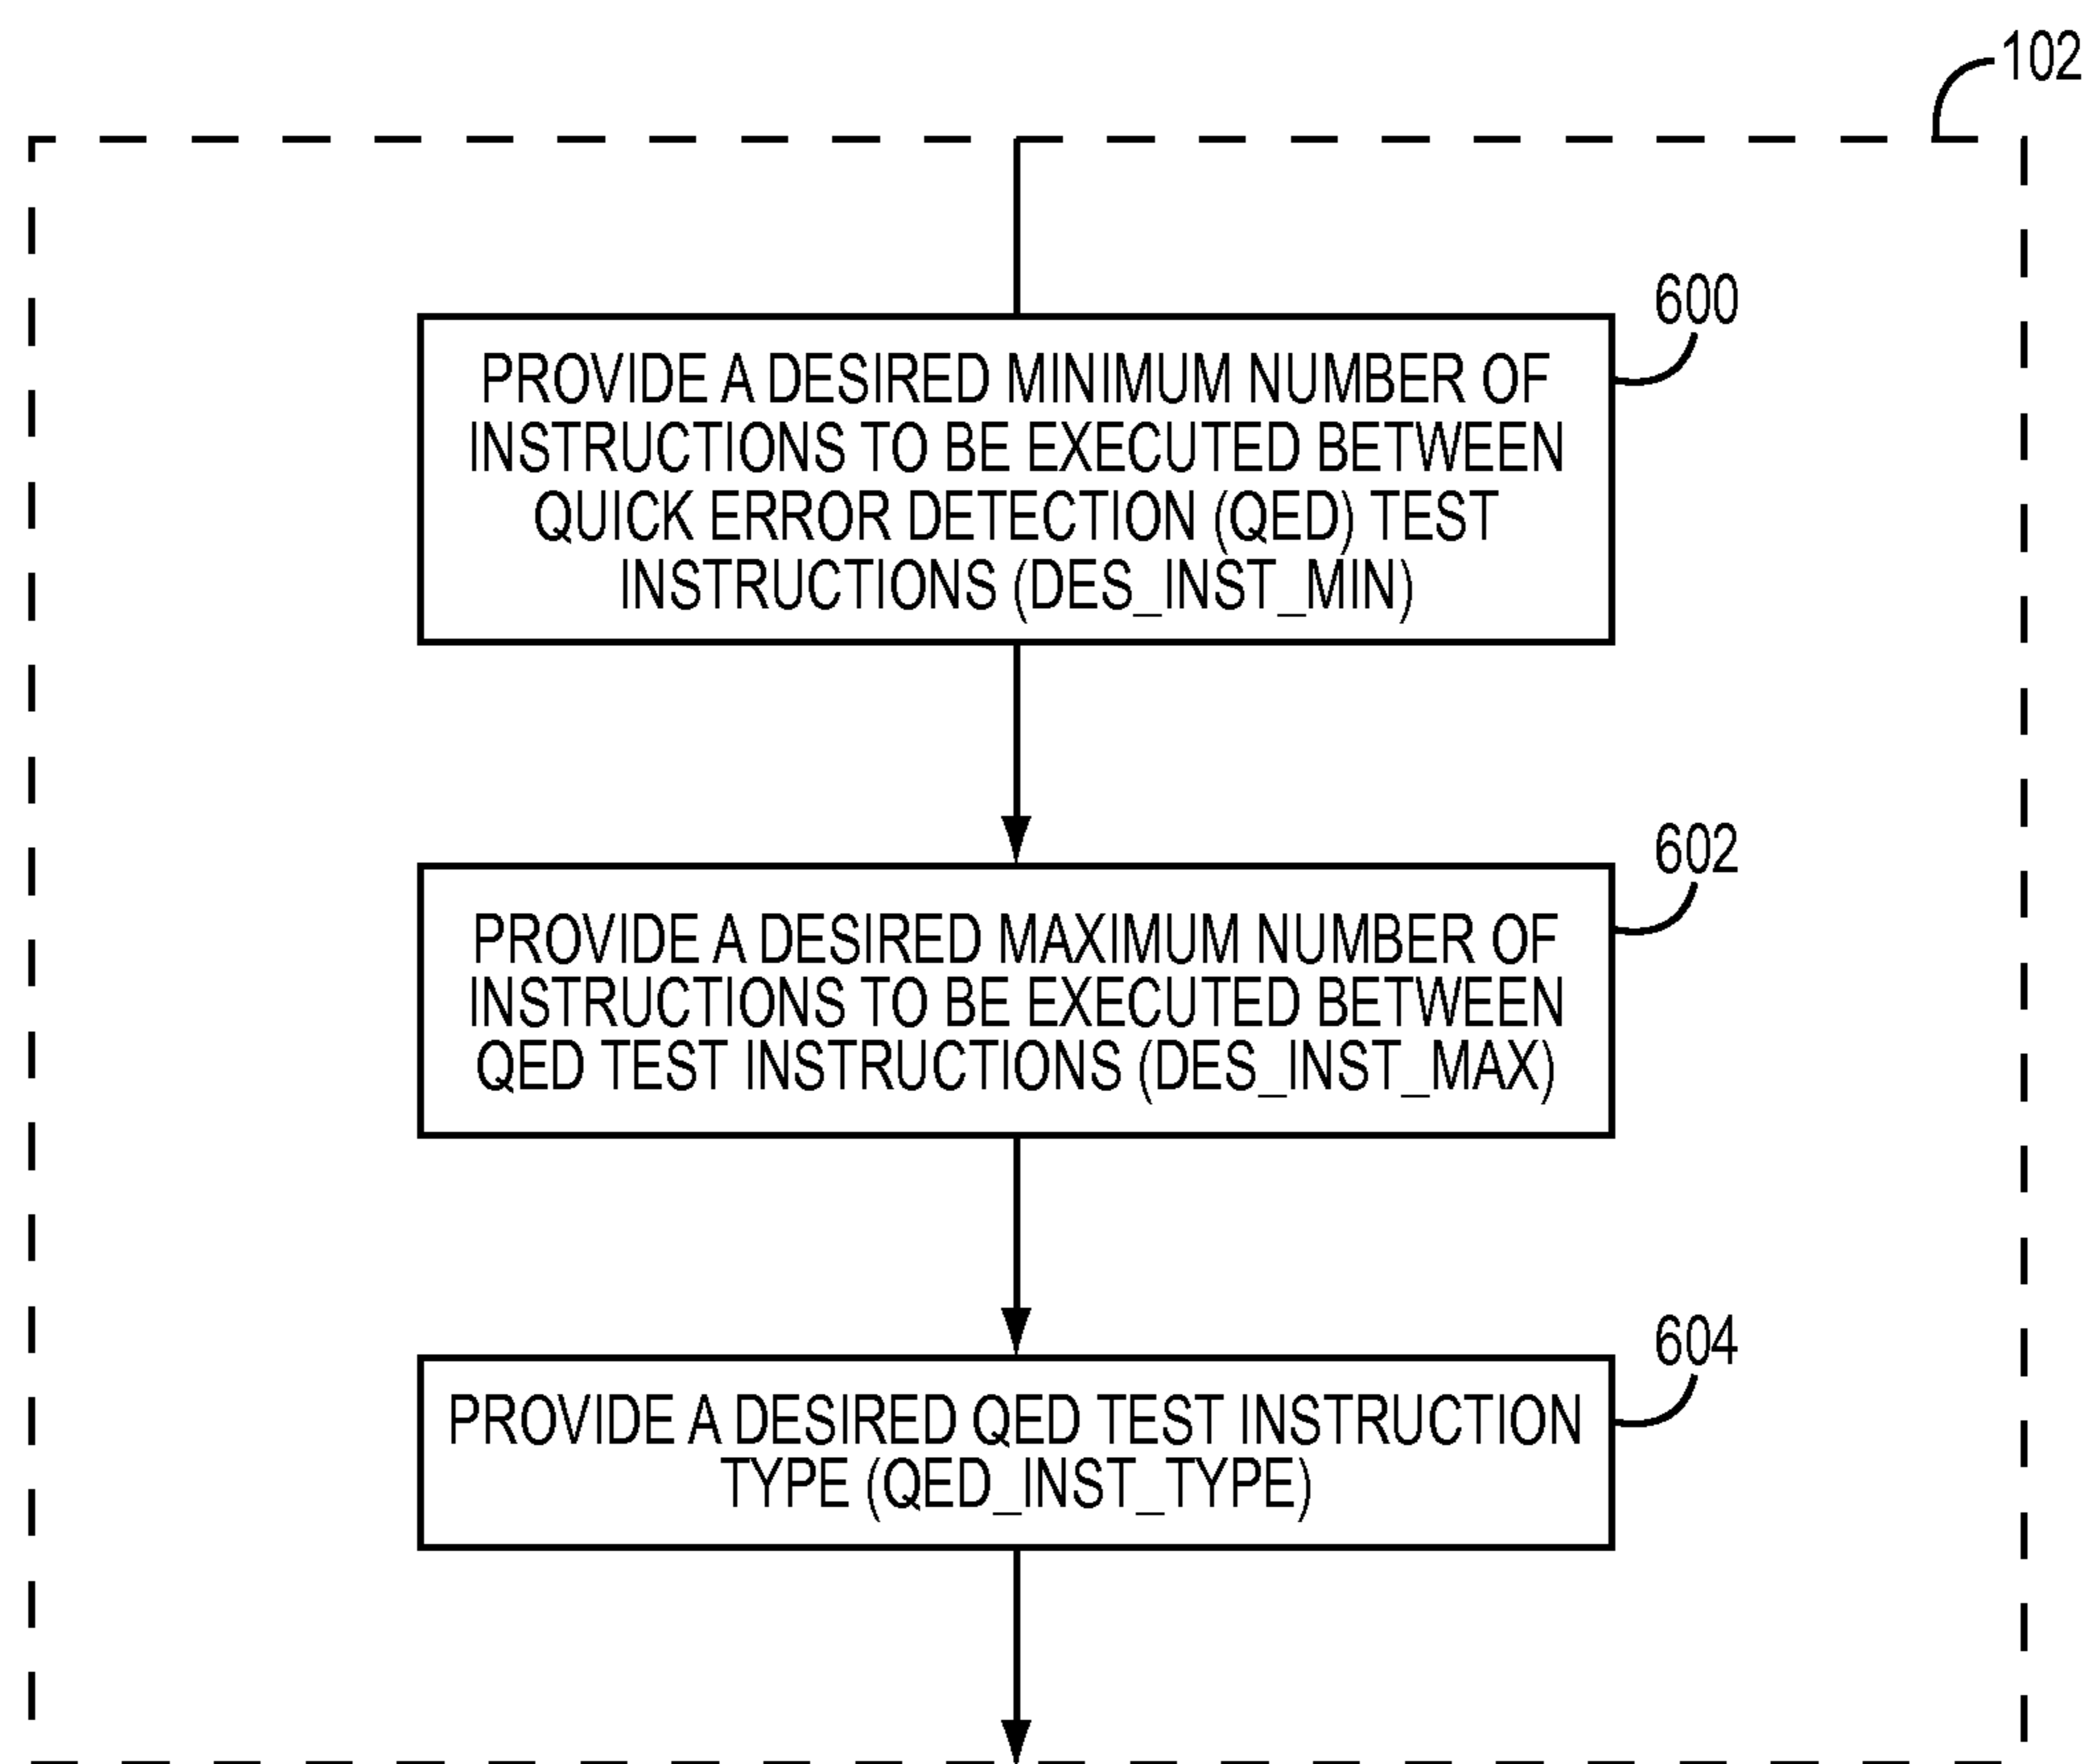 102
600
PROVIDE A DESIRED MINIMUM NUMBER OF
INSTRUCTIONS TO BE EXECUTED BETWEEN
QUICK ERROR DETECTION (QED) TEST
INSTRUCTIONS (DES_INST_MIN)
602
PROVIDE A DESIRED MAXIMUM NUMBER OF
INSTRUCTIONS TO BE EXECUTED BETWEEN
QED TEST INSTRUCTIONS (DES_INST_MAX)
604
PROVIDE A DESIRED QED TEST INSTRUCTION
TYPE (QED_INST_TYPE)